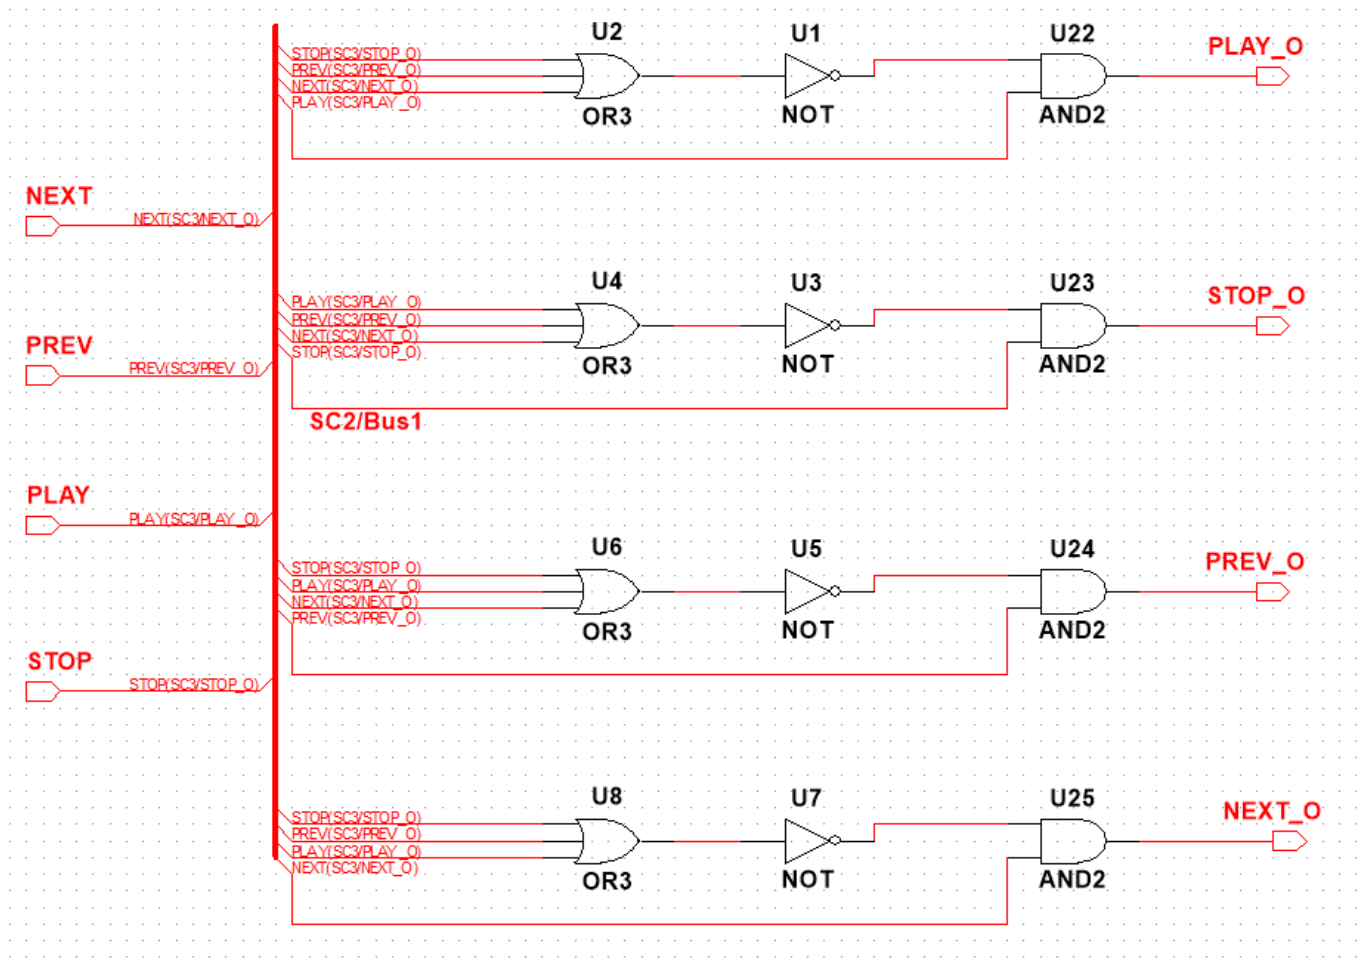 U2
U1
U22
PLAY_O
STOP(SC3/STOP_O)
PREV(SC3/PREV_O)
NEXT(SC3/NEXT_O)
PLAY(SC3/PLAY_O)
OR3
NOT
AND2
NEXT
NEXT(SC3/NEXT_O)
U4
U3
U23
STOP_O
PLAY(SC3/PLAY_O)
PREV(SC3/PREV_O)
NEXT(SC3/NEXT_O)
STOP(SC3/STOP_O)
OR3
NOT
AND2
PREV
PREV(SC3/PREV_O)
SC2/Bus1
PLAY
PLAY(SC3/PLAY_O)
U6
U5
U24
PREV_O
STOP(SC3/STOP_O)
PLAY(SC3/PLAY_O)
NEXT(SC3/NEXT_O)
PREV(SC3/PREV_O)
OR3
NOT
AND2
STOP
STOP(SC3/STOP_O)
U8
U7
U25
NEXT_O
STOP(SC3/STOP_O)
PREV(SC3/PREV_O)
PLAY(SC3/PLAY_O)
NEXT(SC3/NEXT_O)
OR3
NOT
AND2